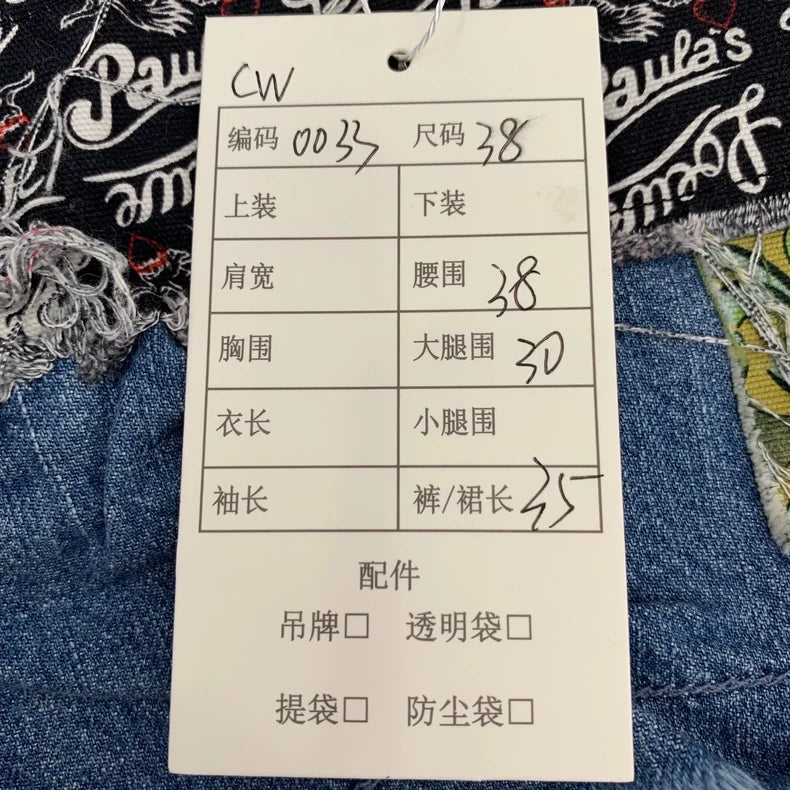 Paula's
Paula's
Loewe
CW
编码 0033 尺码 38
上装 下装
肩宽 腰围 38
胸围 大腿围 30
衣长 小腿围
袖长 裤/裙长 35
配件
吊牌□ 透明袋□
提袋□ 防尘袋□